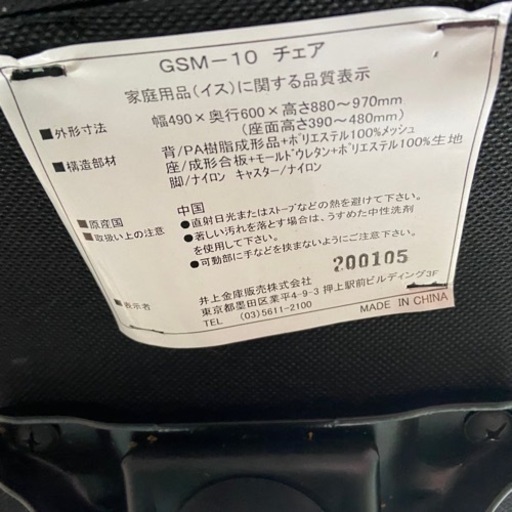 GSM-10 チェア
家庭用品(イス)に関する品質表示
■外形寸法 幅490×奥行600×高さ880~970mm
(座面高さ390~480mm)
■構造部材 背/PA樹脂成形品+ポリエステル100%メッシュ
座/成形合板+モールドウレタン+ポリエステル100%生地
脚/ナイロン キャスター/ナイロン
■原産国 中国
■取扱い上の注意 ●直射日光またはストーブなどの熱を避けて下さい。
●著しい汚れを落とす場合は、うすめた中性洗剤
を使用して下さい。
●可動部に手などを挟まないようにご注意下さい。
200105
■表示者 井上金庫販売株式会社
東京都墨田区業平4-9-3 押上駅前ビルディング3F
TEL (03)5611-2100
MADE IN CHINA